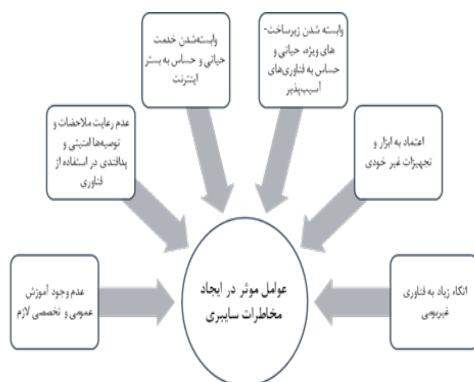 وابسته شدن زیرساخت-
های ویژه، حیاتی و
حساس به فناوری‌های
آسیب‌پذیر
وابسته‌شدن خدمت
حیاتی و حساس به بستر
اینترنت
اعتماد به ابزار و
تجهیزات غیر خودی
عدم رعایت ملاحضات و
توصیه‌ها امنیتی و
پدافندی در استفاده از
فناوری
اتکاء زیاد به فناوری
غیربومی
عوامل موثر در ایجاد
مخاطرات سایبری
عدم وجود آموزش
عمومی و تخصصی لازم